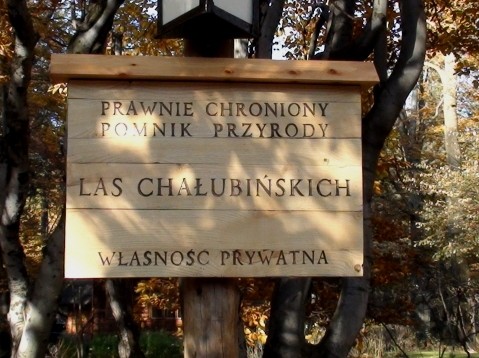 PRAWNIE CHRONIONY
POMNIK PRZYRODY
LAS CHAŁUBIŃSKICH
WŁASNOŚĆ PRYWATNA